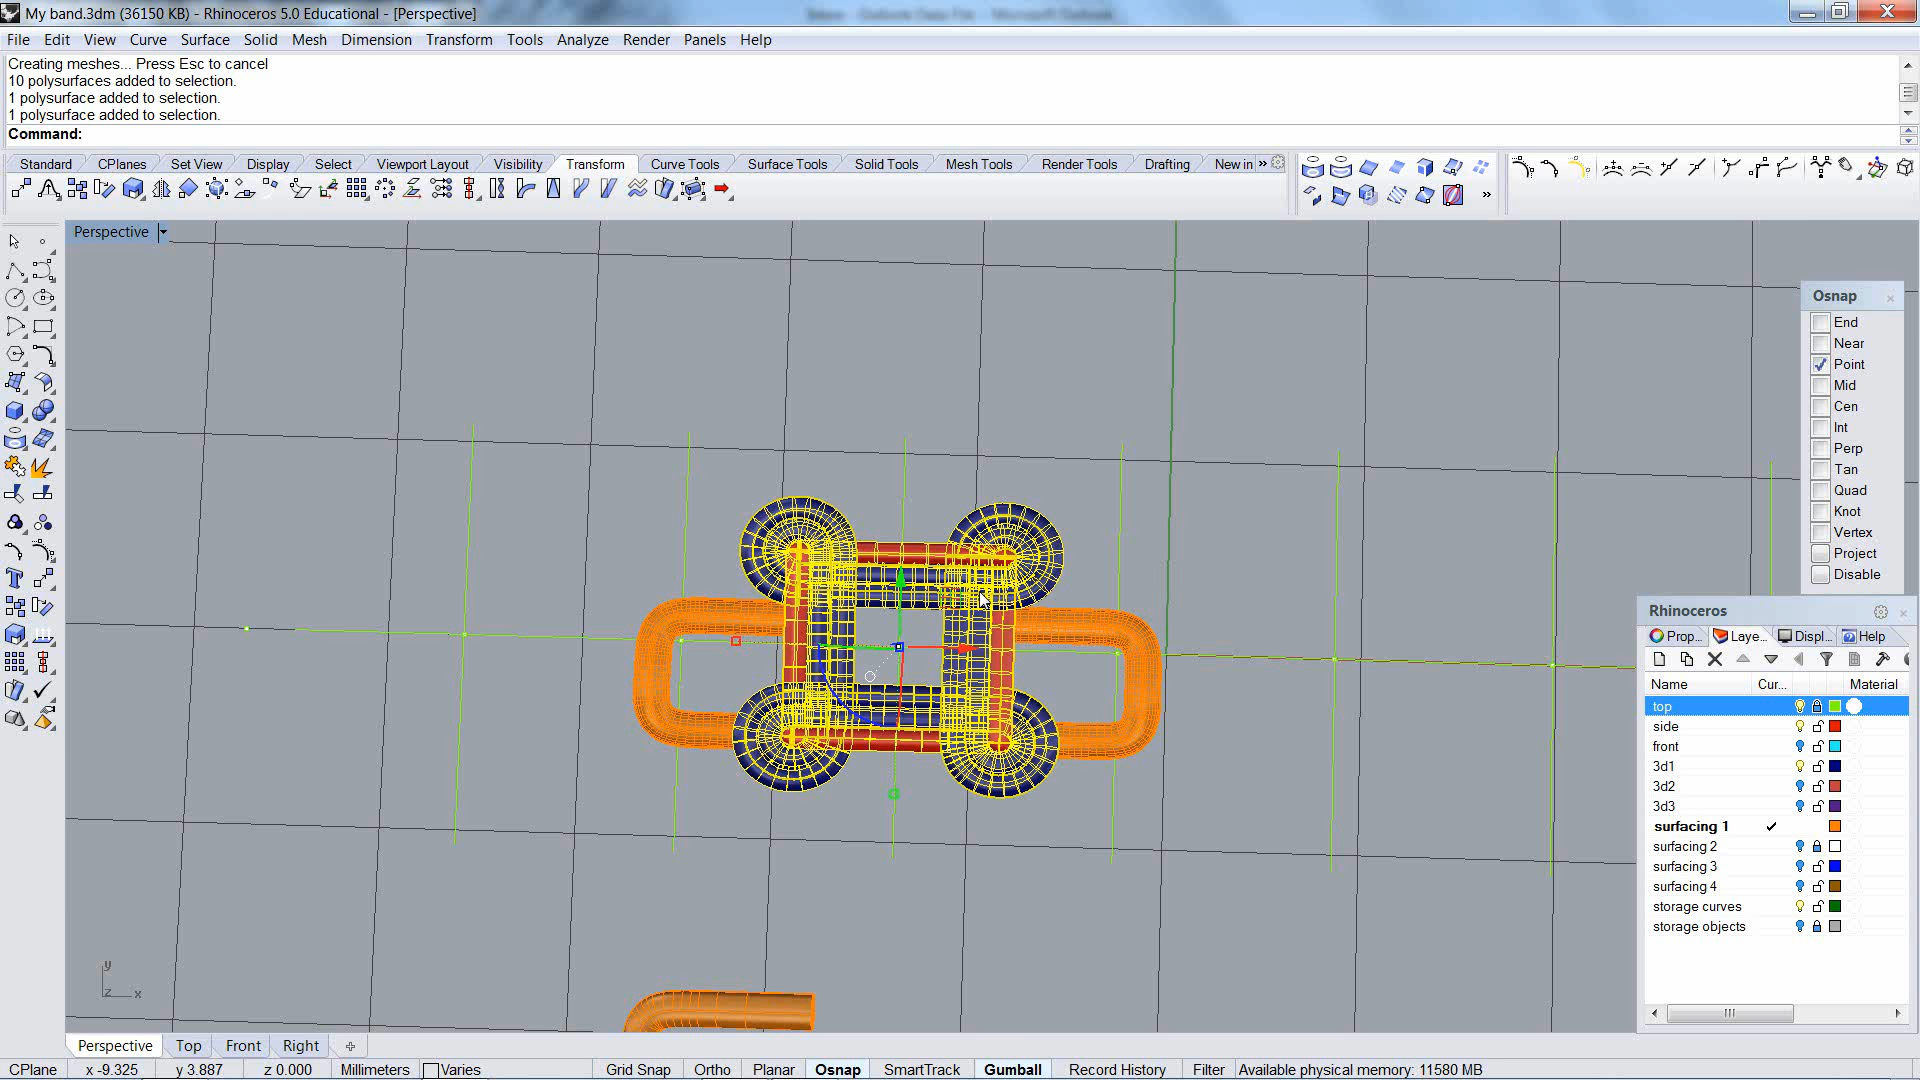 My band.3dm (36150 KB) - Rhinoceros 5.0 Educational - [Perspective]
File Edit View Curve Surface Solid Mesh Dimension Transform Tools Analyze Render Panels Help
Creating meshes... Press Esc to cancel
10 polysurfaces added to selection.
1 polysurface added to selection.
1 polysurface added to selection.
Command:
Standard CPlanes Set View Display Select Viewport Layout Visibility Transform Curve Tools Surface Tools Solid Tools Mesh Tools Render Tools Drafting New in »
Perspective
Osnap
End
Near
Point
Mid
Cen
Int
Perp
Tan
Quad
Knot
Vertex
Project
Disable
Rhinoceros
Prop... Laye... Displ... Help
Name Cur... Material
top
side
front
3d1
3d2
3d3
surfacing 1
surfacing 2
surfacing 3
surfacing 4
storage curves
storage objects
y
z x
Perspective Top Front Right
CPlane x -9.325 y 3.887 z 0.000 Millimeters Varies Grid Snap Ortho Planar Osnap SmartTrack Gumball Record History Filter Available physical memory: 11580 MB